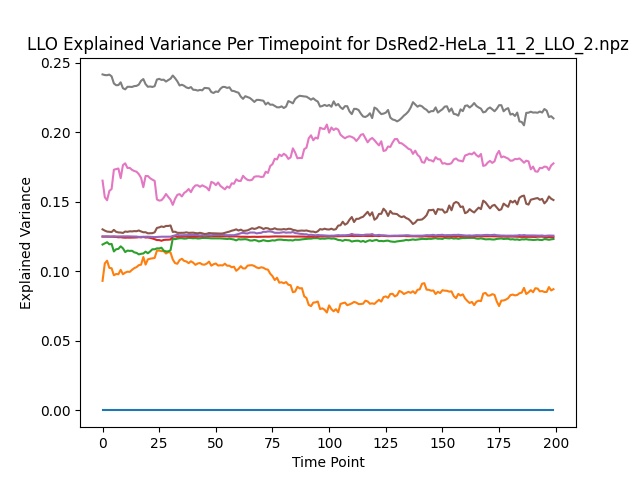 LLO Explained Variance Per Timepoint for DsRed2-HeLa_11_2_LLO_2.npz
0.25
0.20
0.15
0.10
0.05
0.00
Explained Variance
0 25 50 75 100 125 150 175 200
Time Point